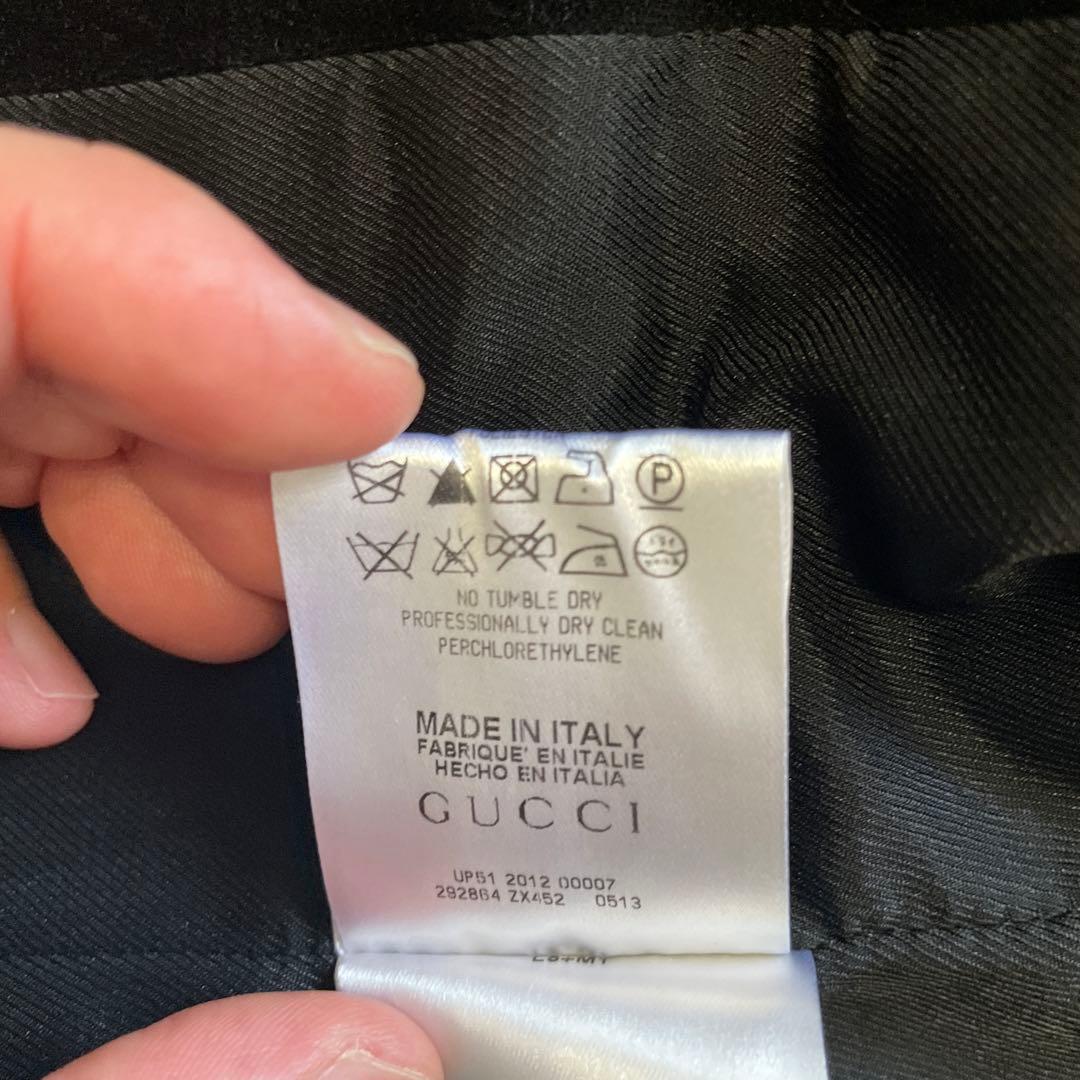 P
NO TUMBLE DRY
PROFESSIONALLY DRY CLEAN
PERCHLORETHYLENE
MADE IN ITALY
FABRIQUE' EN ITALIE
HECHO EN ITALIA
GUCCI
UP51 2012 00007
292864 ZX452 0513